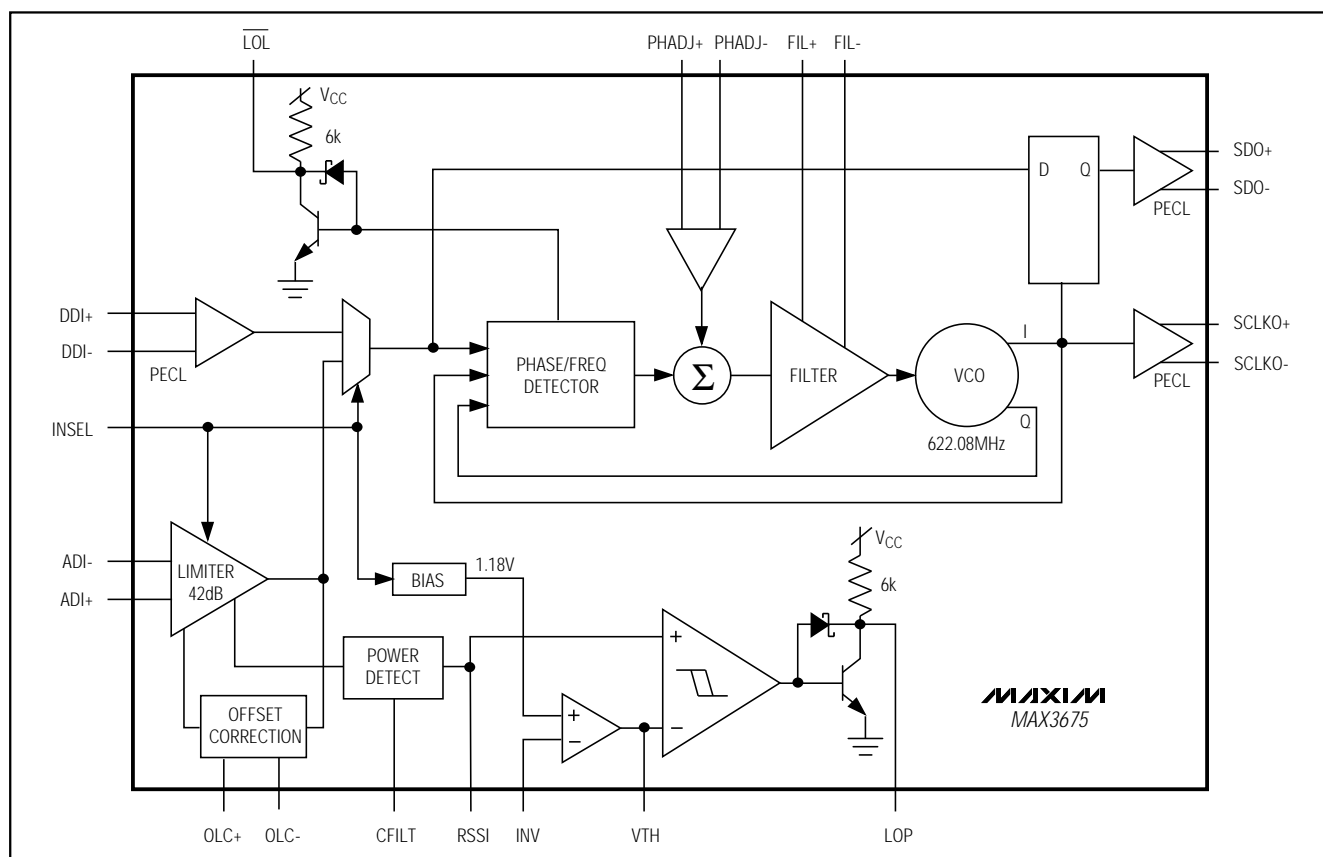 LOL
PHADJ+ PHADJ- FIL+ FIL-
VCC
6k
D Q
SDO+
SDO-
PECL
DDI+
DDI-
PECL
PHASE/FREQ
DETECTOR
Σ
FILTER
VCO
I
Q
622.08MHz
SCLKO+
SCLKO-
PECL
INSEL
ADI-
ADI+
LIMITER
42dB
BIAS
1.18V
VCC
6k
POWER
DETECT
OFFSET
CORRECTION
+
-
+
-
MAXIM
MAX3675
OLC+ OLC- CFILT RSSI INV VTH LOP